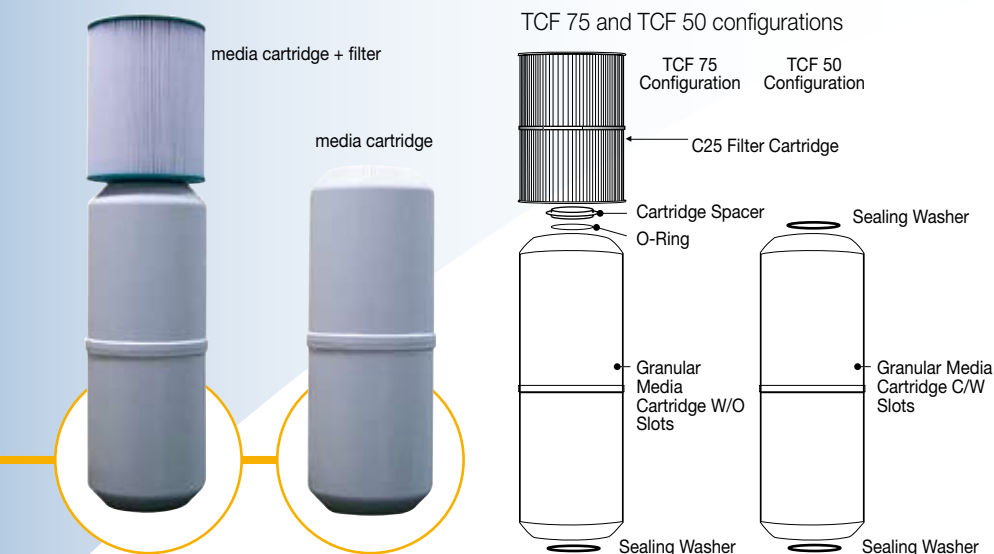 TCF 75 and TCF 50 configurations
media cartridge + filter
media cartridge
TCF 75
Configuration
TCF 50
Configuration
C25 Filter Cartridge
Cartridge Spacer
O-Ring
Sealing Washer
Granular
Media
Cartridge W/O
Slots
Granular Media
Cartridge C/W
Slots
Sealing Washer
Sealing Washer